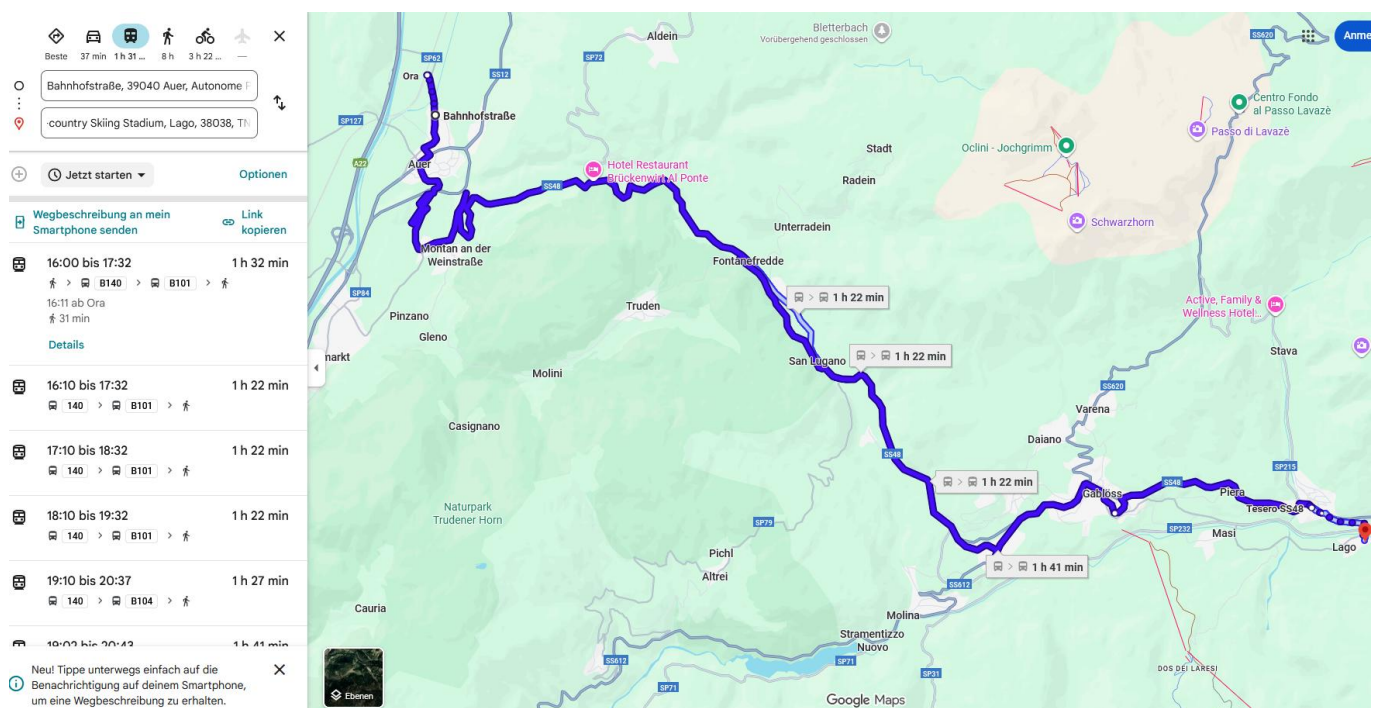 Beste
37 min
1 h 31 ...
8 h
3 h 22 ...
—
Bahnhofstraße, 39040 Auer, Autonome P
-country Skiing Stadium, Lago, 38038, TN
Jetzt starten
Optionen
Wegbeschreibung an mein
Smartphone senden
Link
kopieren
16:00 bis 17:32
1 h 32 min
> B140 > B101 >
16:11 ab Ora
31 min
Details
16:10 bis 17:32
1 h 22 min
140 > B101 >
17:10 bis 18:32
1 h 22 min
140 > B101 >
18:10 bis 19:32
1 h 22 min
140 > B101 >
19:10 bis 20:37
1 h 27 min
140 > B104 >
19:02 bis 20:43
1 h 41 min
Neu! Tippe unterwegs einfach auf die
Benachrichtigung auf deinem Smartphone,
um eine Wegbeschreibung zu erhalten.
Ebenen
Google Maps
Anme
Bletterbach
Vorübergehend geschlossen
Aldein
SP62
SS620
Ora
SP72
SS12
Centro Fondo
al Passo Lavazè
Bahnhofstraße
SP127
Passo di Lavazè
Stadt
Oclini - Jochgrimm
A22
Auer
Hotel Restaurant
Brückenwirt Al Ponte
SS48
Radein
Schwarzhorn
Unterradein
Montan an der
Weinstraße
Fontanefredde
SP84
> 1 h 22 min
Truden
Active, Family &
Wellness Hotel...
Pinzano
Gleno
markt
San Lugano
> 1 h 22 min
Stava
Molini
SS620
Varena
Casignano
Daiano
SS48
SP215
> 1 h 22 min
Gablöss
SS48
Piera
Tesero SS48
Naturpark
Trudener Horn
SP79
SP232
Masi
Lago
Pichl
Altrei
> 1 h 41 min
SS612
Cauria
Molina
Stramentizzo
Nuovo
SS612
SP71
SP71
SP31
DOS DEI LARESI